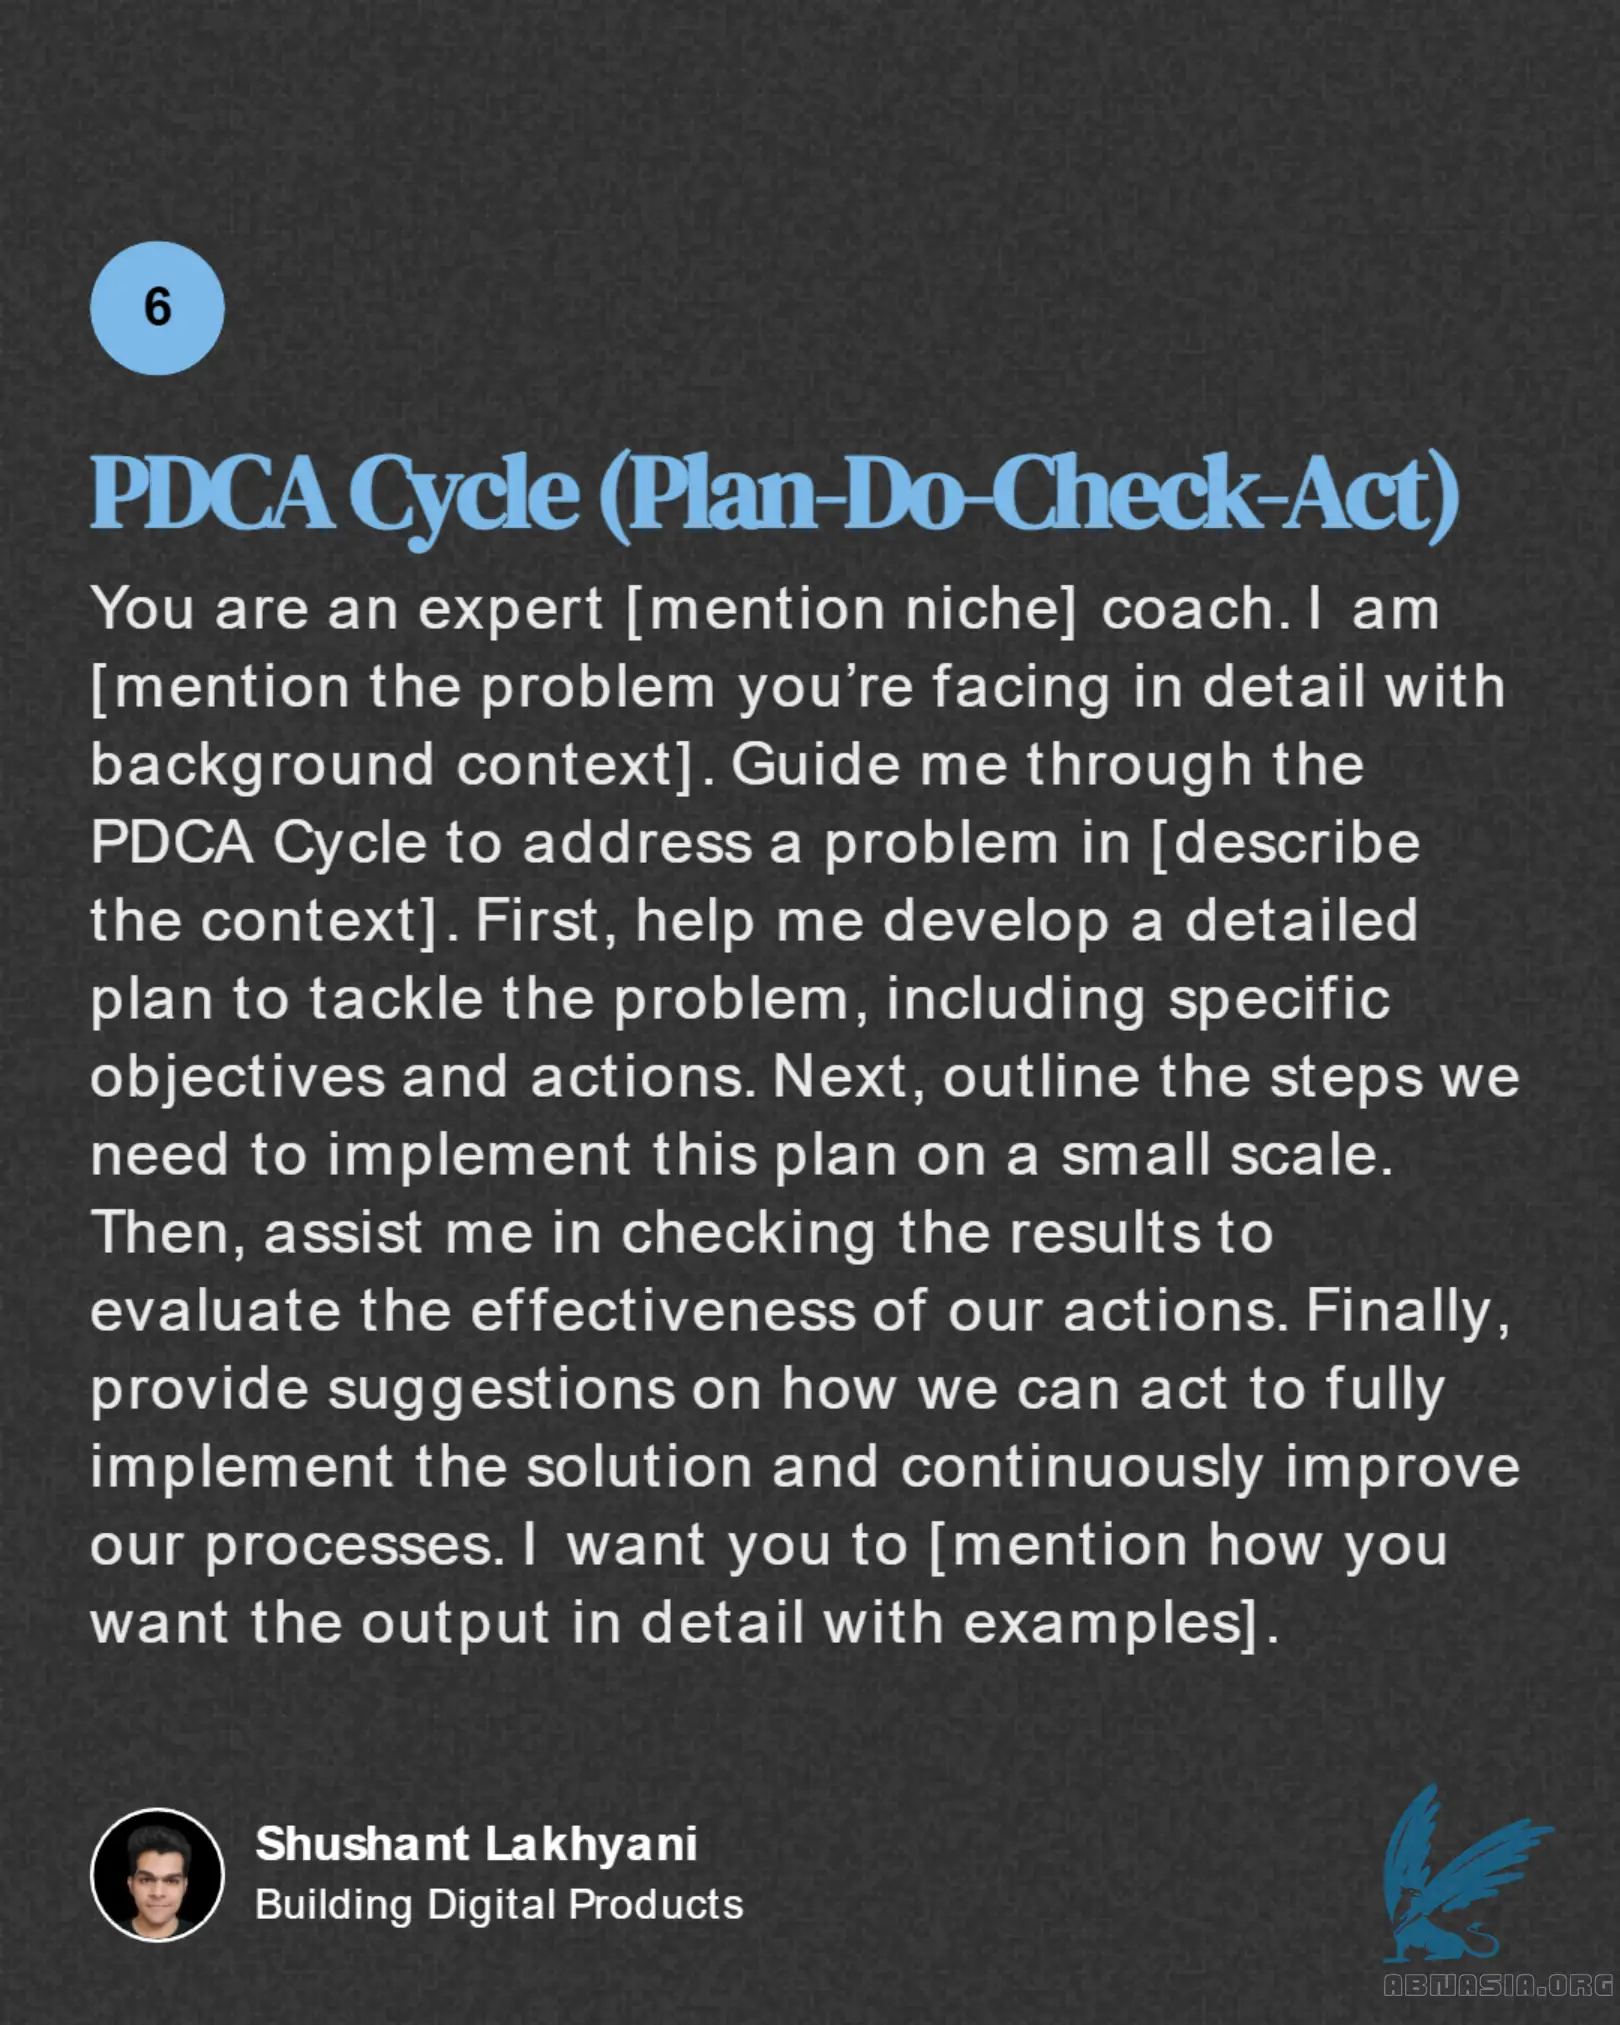 6
PDCA Cycle (Plan-Do-Check-Act)
You are an expert [mention niche] coach. I am
[mention the problem you’re facing in detail with
background context]. Guide me through the
PDCA Cycle to address a problem in [describe
the context]. First, help me develop a detailed
plan to tackle the problem, including specific
objectives and actions. Next, outline the steps we
need to implement this plan on a small scale.
Then, assist me in checking the results to
evaluate the effectiveness of our actions. Finally,
provide suggestions on how we can act to fully
implement the solution and continuously improve
our processes. I want you to [mention how you
want the output in detail with examples].
Shushant Lakhyani
Building Digital Products
ABNASIA.ORG